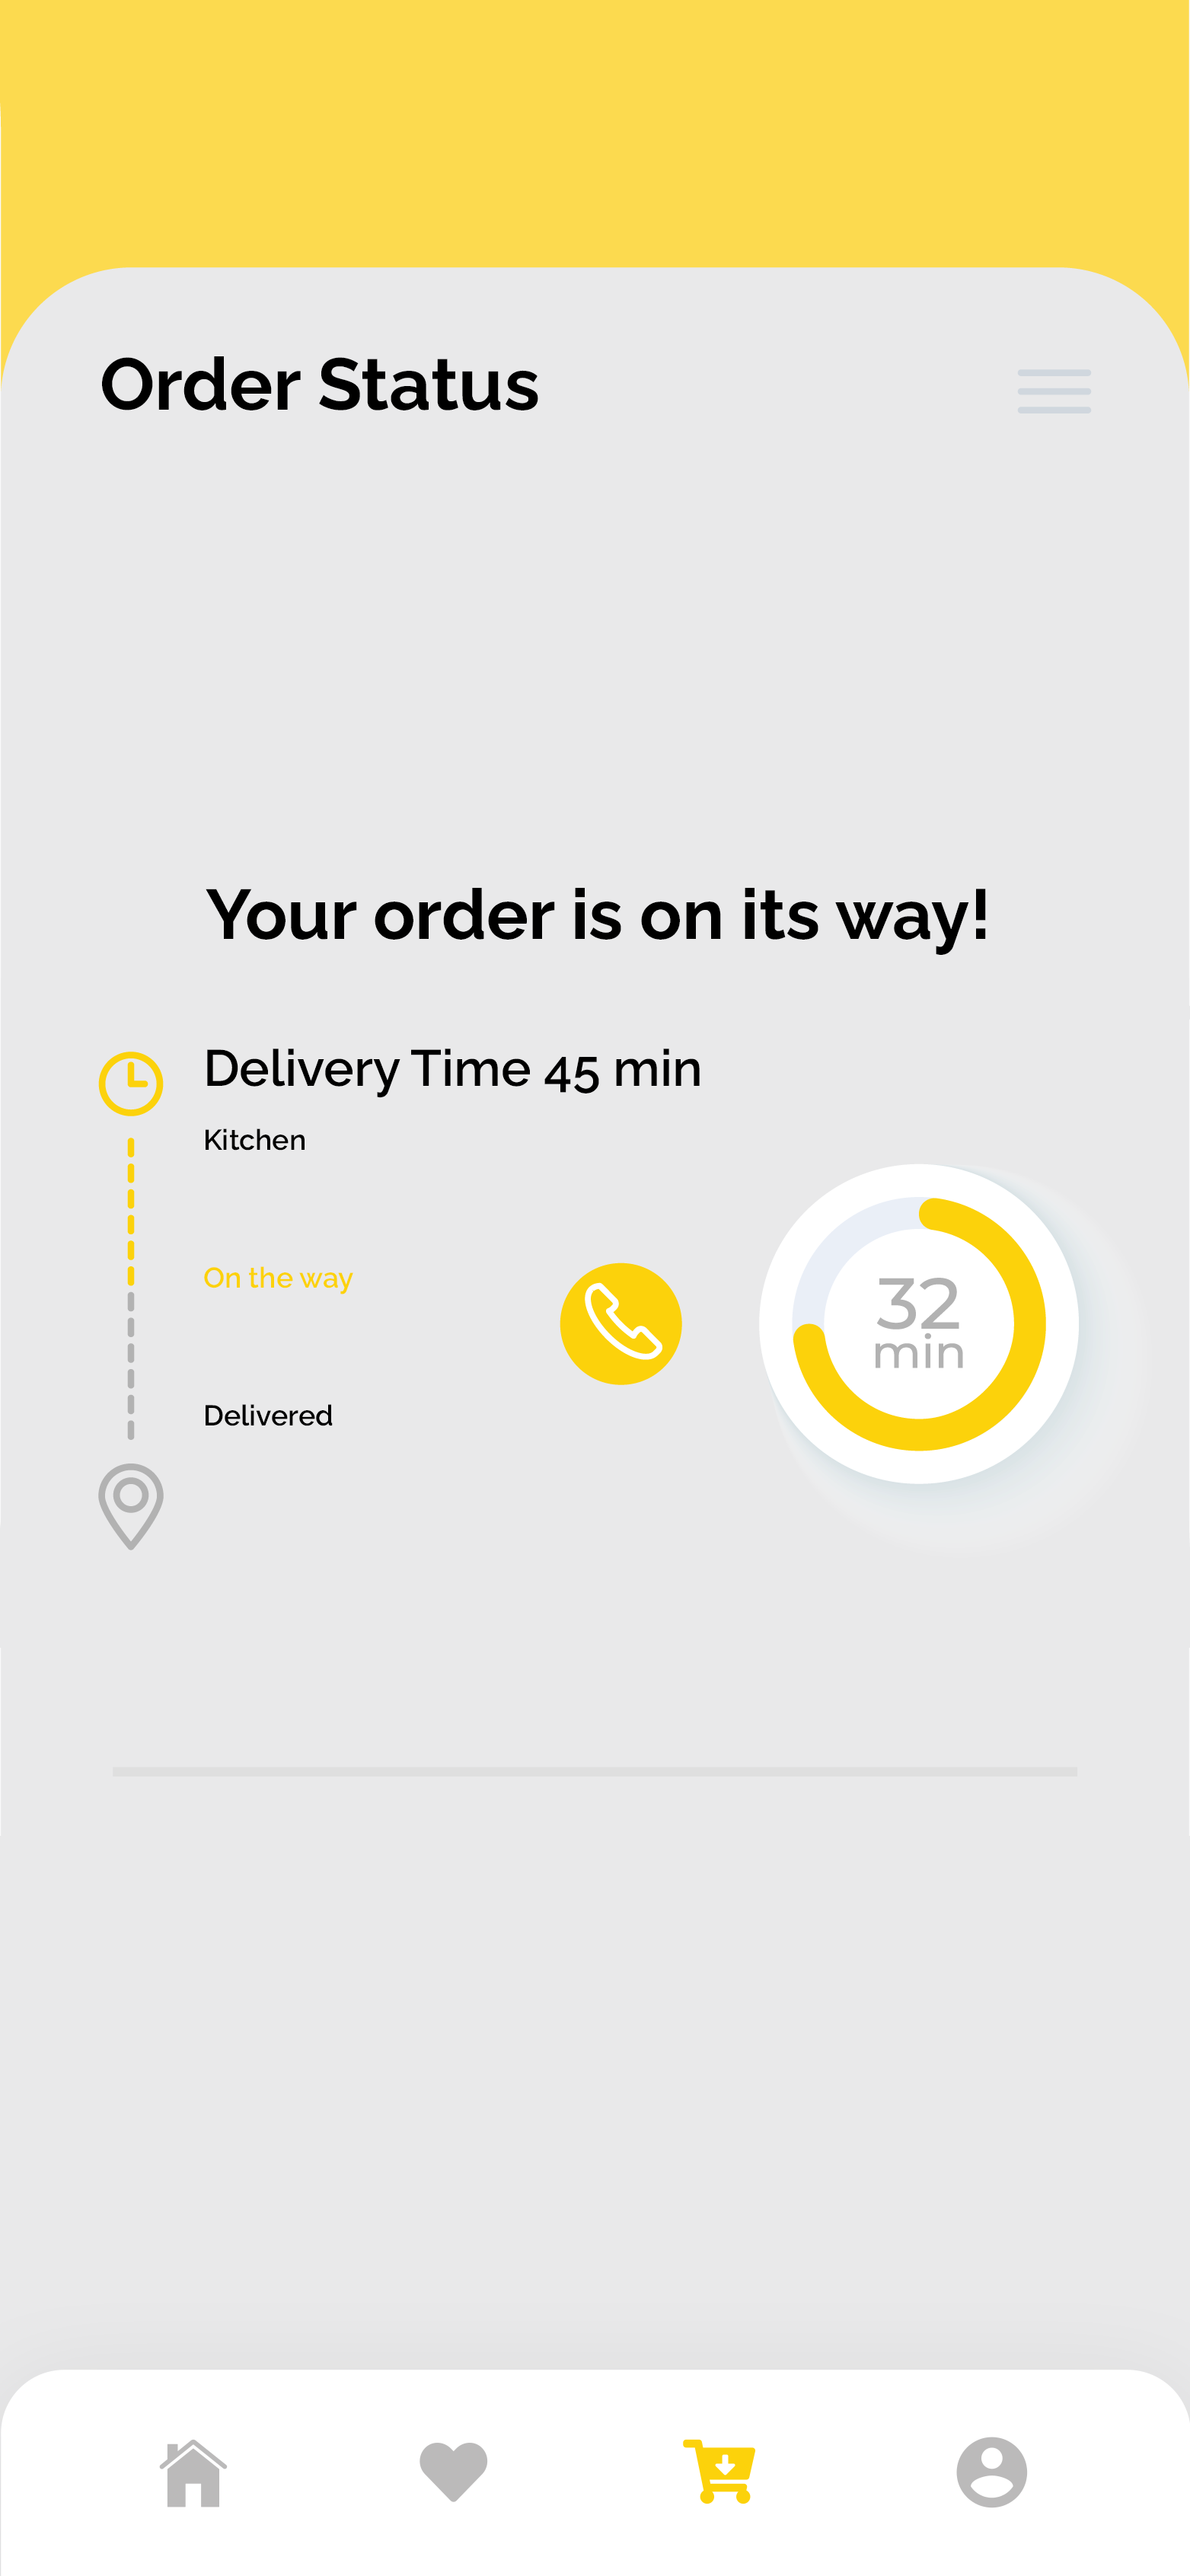 Order Status
Your order is on its way!
Delivery Time 45 min
Kitchen
On the way
32
min
Delivered